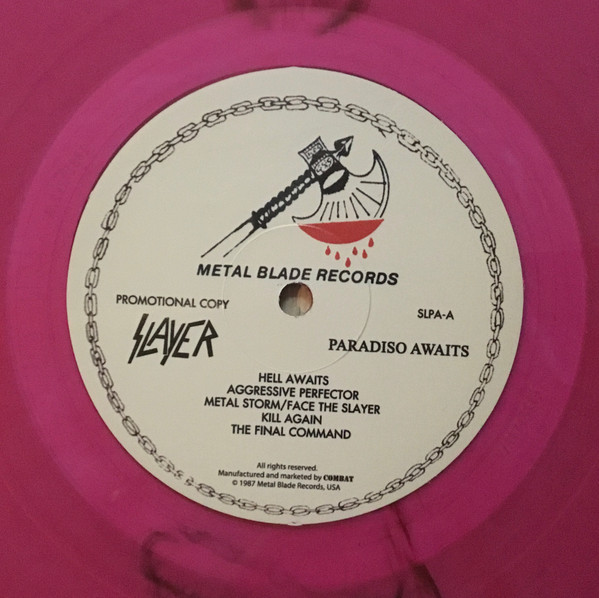 METAL BLADE RECORDS
PROMOTIONAL COPY
SLPA-A
SLAYER
PARADISO AWAITS
HELL AWAITS
AGGRESSIVE PERFECTOR
METAL STORM/FACE THE SLAYER
KILL AGAIN
THE FINAL COMMAND
All rights reserved.
Manufactured and marketed by COMBAT
© 1987 Metal Blade Records, USA